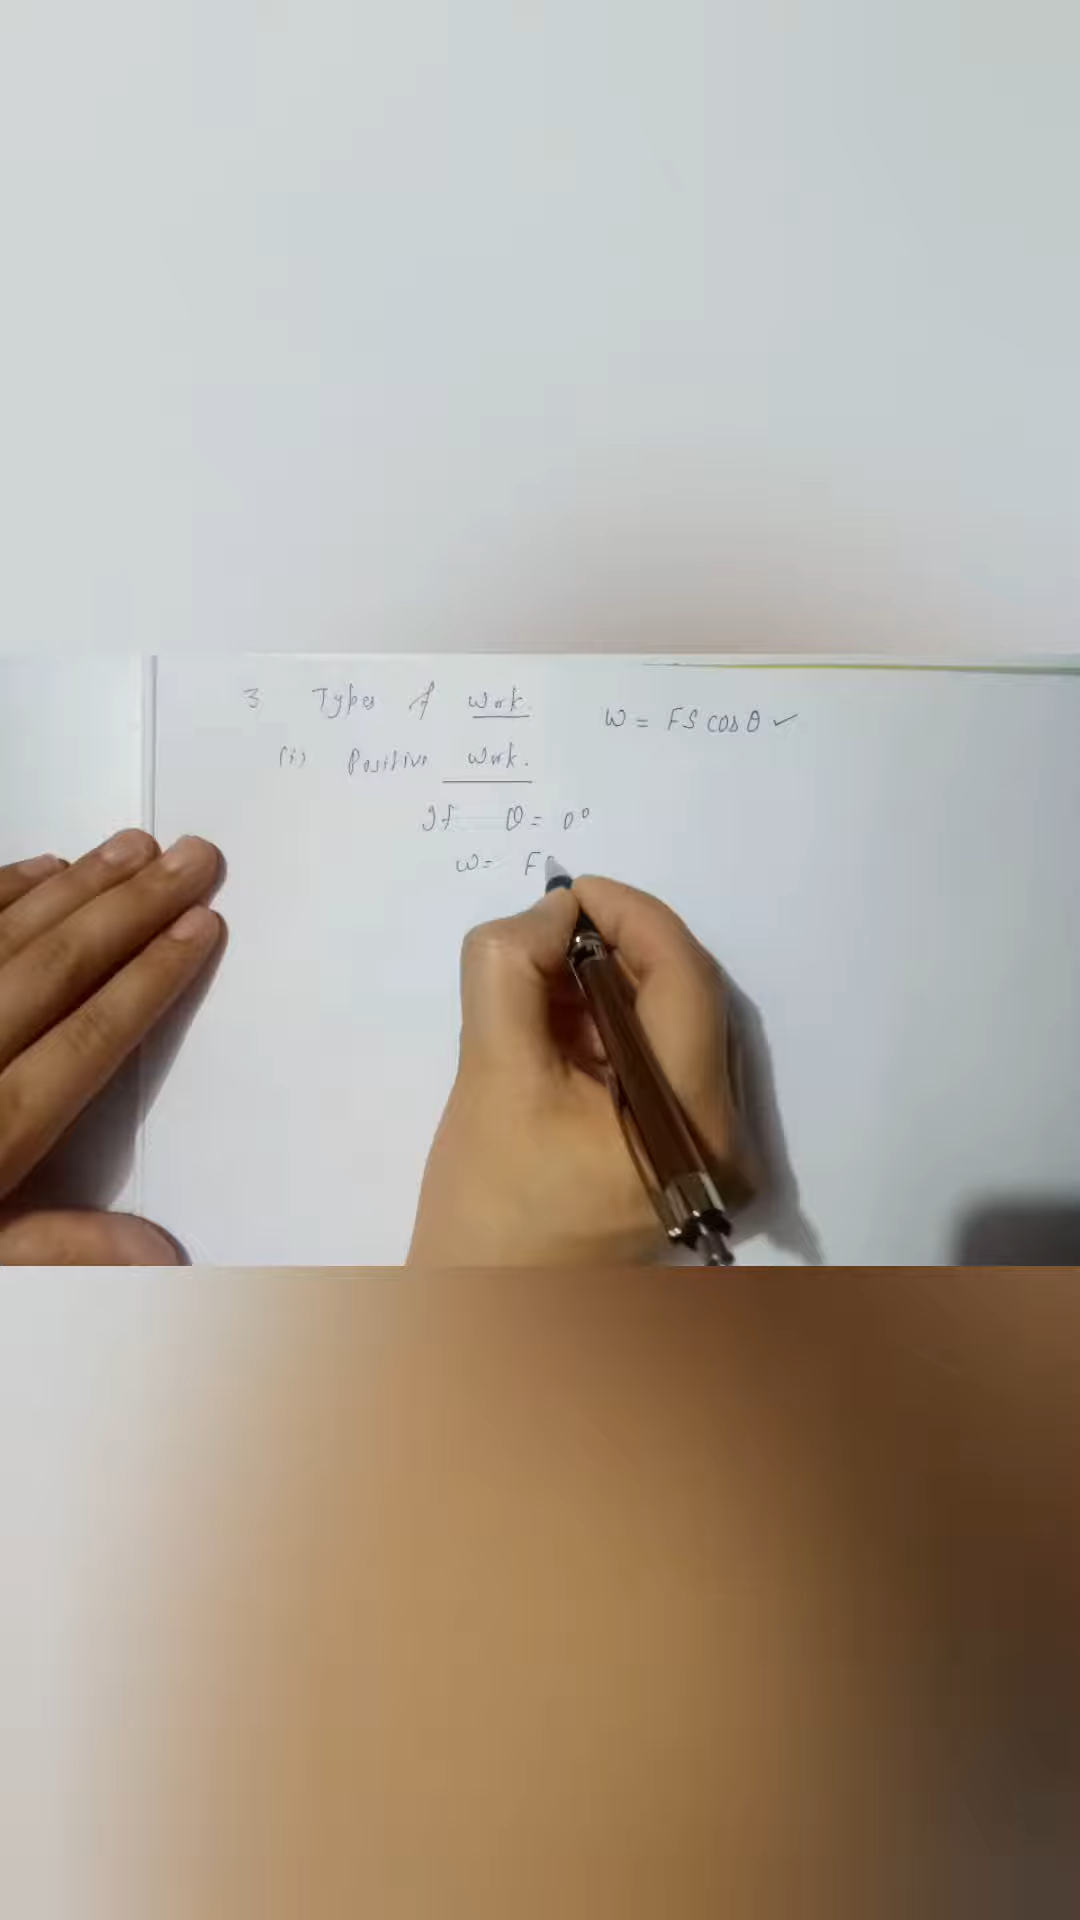 3 Types of Work.
W = FS cos θ ✓
(i) Positive Work.
If θ = 0°
W = F